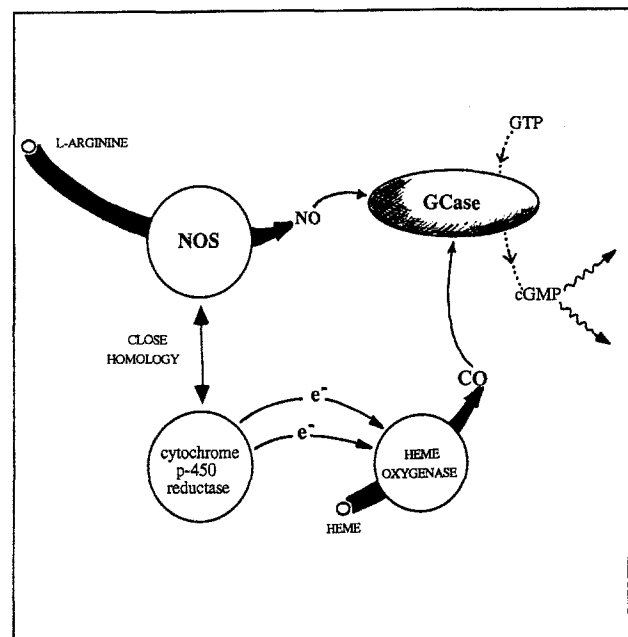 GTP
L-ARGININE
GCase
NO
NOS
cGMP
CLOSE
HOMOLOGY
CO
e-
e-
cytochrome
p-450
reductase
HEME
OXYGENASE
HEME